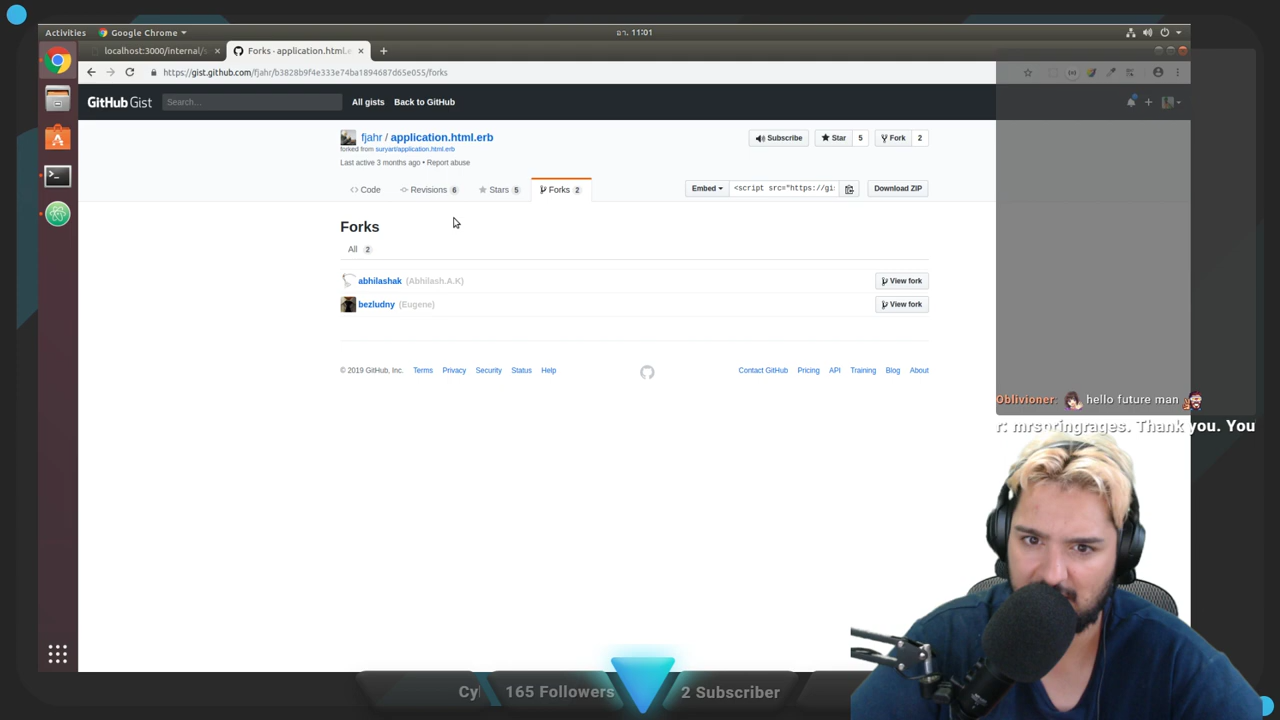 Activities
Google Chrome
อา. 11:01
localhost:3000/internal/
Forks · application.html.e
https://gist.github.com/fjahr/b3828b9f4e333e74ba1894687d65e055/forks
GitHub Gist
Search...
All gists
Back to GitHub
fjahr / application.html.erb
forked from suryart/application.html.erb
Last active 3 months ago • Report abuse
Subscribe
Star 5
Fork 2
Code
Revisions 6
Stars 5
Forks 2
Embed
<script src="https://gi
Download ZIP
Forks
All 2
abhilashak (Abhilash.A.K)
View fork
bezludny (Eugene)
View fork
© 2019 GitHub, Inc.
Terms
Privacy
Security
Status
Help
Contact GitHub
Pricing
API
Training
Blog
About
Oblivioner: hello future man
r: mrspringrages. Thank you. You
165 Followers
2 Subscriber